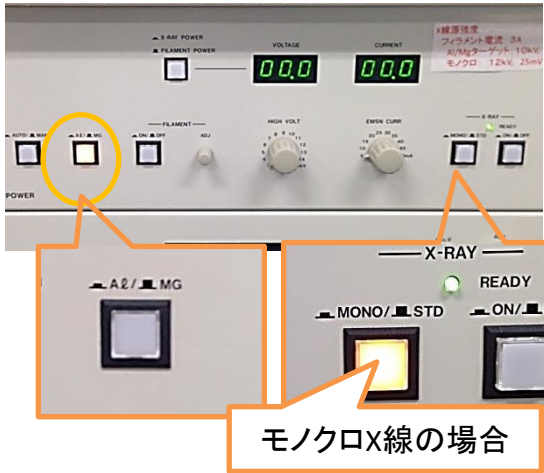 X-RAY POWER
FILAMENT POWER
VOLTAGE
CURRENT
00.0
00.0
X線源強度
フィラメント電流 3A
Al/Mgターゲット, 10kV,
モノクロ: 12kV, 25mV
FILAMENT
HIGH VOLT
EMSN CURR
X-RAY
READY
AUTO/MAN
Aℓ/MG
ON/OFF
ADJ
MONO/STD
ON/OFF
POWER
X-RAY
READY
Aℓ/MG
MONO/STD
ON/
モノクロX線の場合